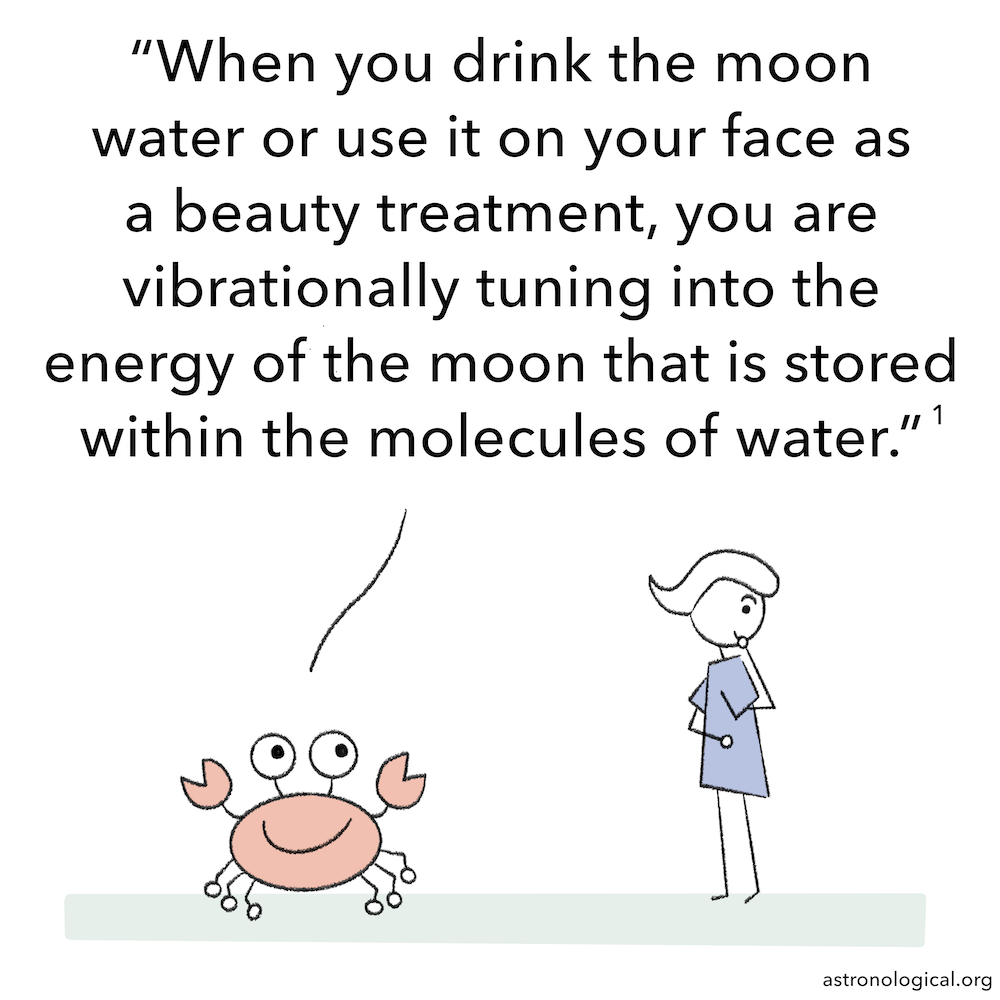 “When you drink the moon
water or use it on your face as
a beauty treatment, you are
vibrationally tuning into the
energy of the moon that is stored
within the molecules of water.” 1
astronological.org